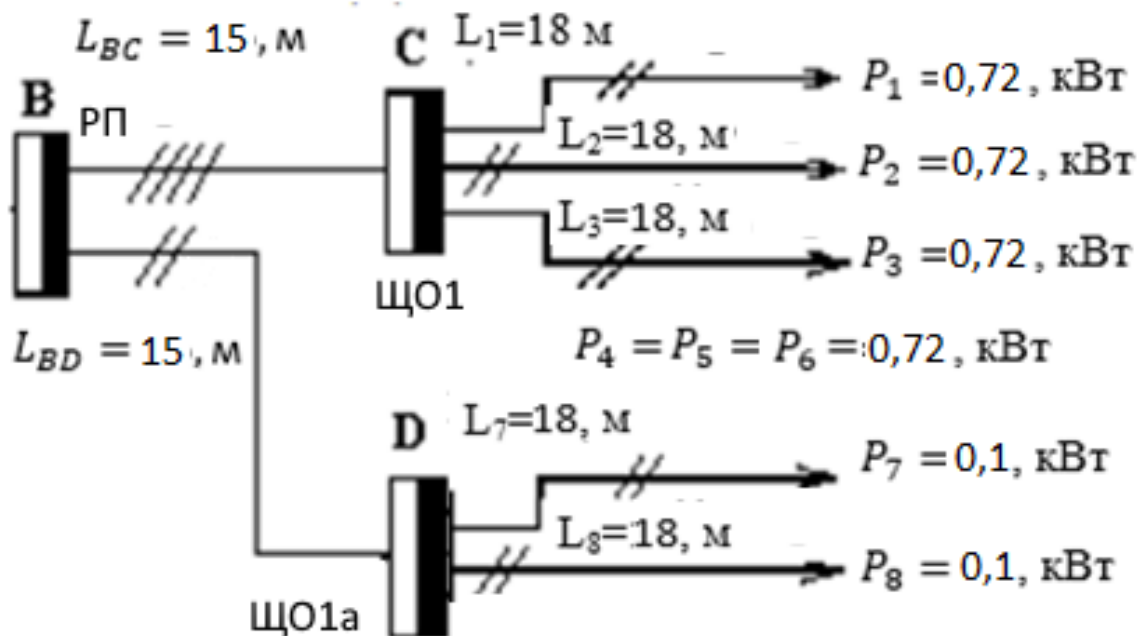 L_BC = 15, м
C
L₁=18 м
P₁ =0,72, кВт
B
РП
L₂=18, м
P₂ =0,72, кВт
L₃=18, м
P₃ =0,72, кВт
ЩО1
L_BD = 15, м
P₄ = P₅ = P₆ =0,72, кВт
D
L₇=18, м
P₇ = 0,1, кВт
L₈=18, м
P₈ = 0,1, кВт
ЩО1а